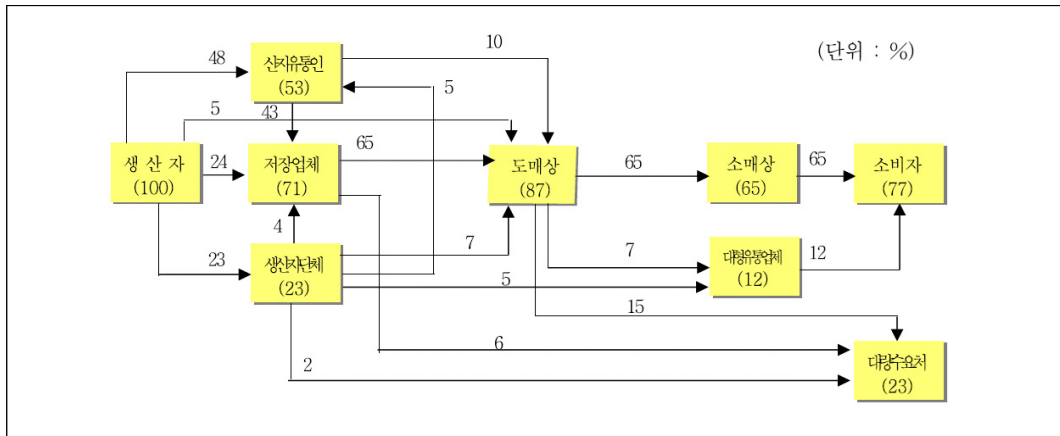 (단위 : %)
10
48
산지유통인
(53)
5
5
43
생 산 자
(100)
24
저장업체
(71)
65
도매상
(87)
65
소매상
(65)
65
소비자
(77)
4
23
생산자단체
(23)
7
5
7
대형유통업체
(12)
12
15
6
2
대량수요처
(23)